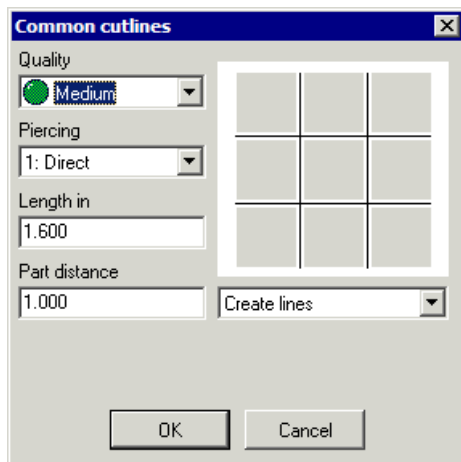 Common cutlines
Quality
Medium
Piercing
1: Direct
Length in
1.600
Part distance
1.000
Create lines
OK
Cancel